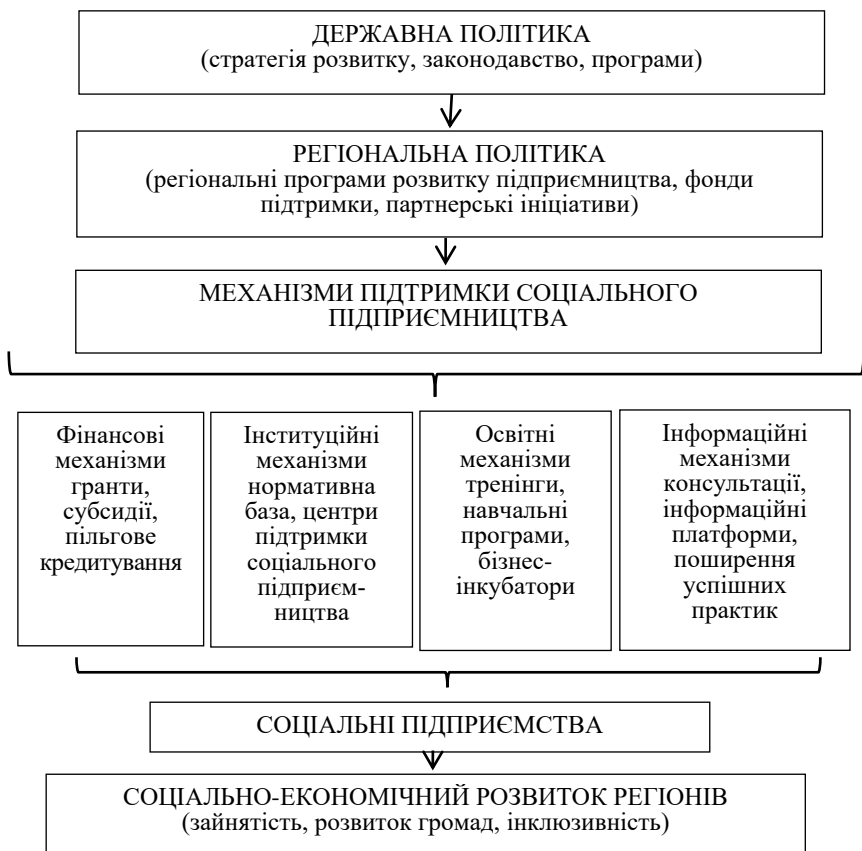 ДЕРЖАВНА ПОЛІТИКА
(стратегія розвитку, законодавство, програми)
РЕГІОНАЛЬНА ПОЛІТИКА
(регіональні програми розвитку підприємництва, фонди
підтримки, партнерські ініціативи)
МЕХАНІЗМИ ПІДТРИМКИ СОЦІАЛЬНОГО
ПІДПРИЄМНИЦТВА
Фінансові
механізми
гранти,
субсидії,
пільгове
кредитування
Інституційні
механізми
нормативна
база, центри
підтримки
соціального
підприєм-
ництва
Освітні
механізми
тренінги,
навчальні
програми,
бізнес-
інкубатори
Інформаційні
механізми
консультації,
інформаційні
платформи,
поширення
успішних
практик
СОЦІАЛЬНІ ПІДПРИЄМСТВА
СОЦІАЛЬНО-ЕКОНОМІЧНИЙ РОЗВИТОК РЕГІОНІВ
(зайнятість, розвиток громад, інклюзивність)